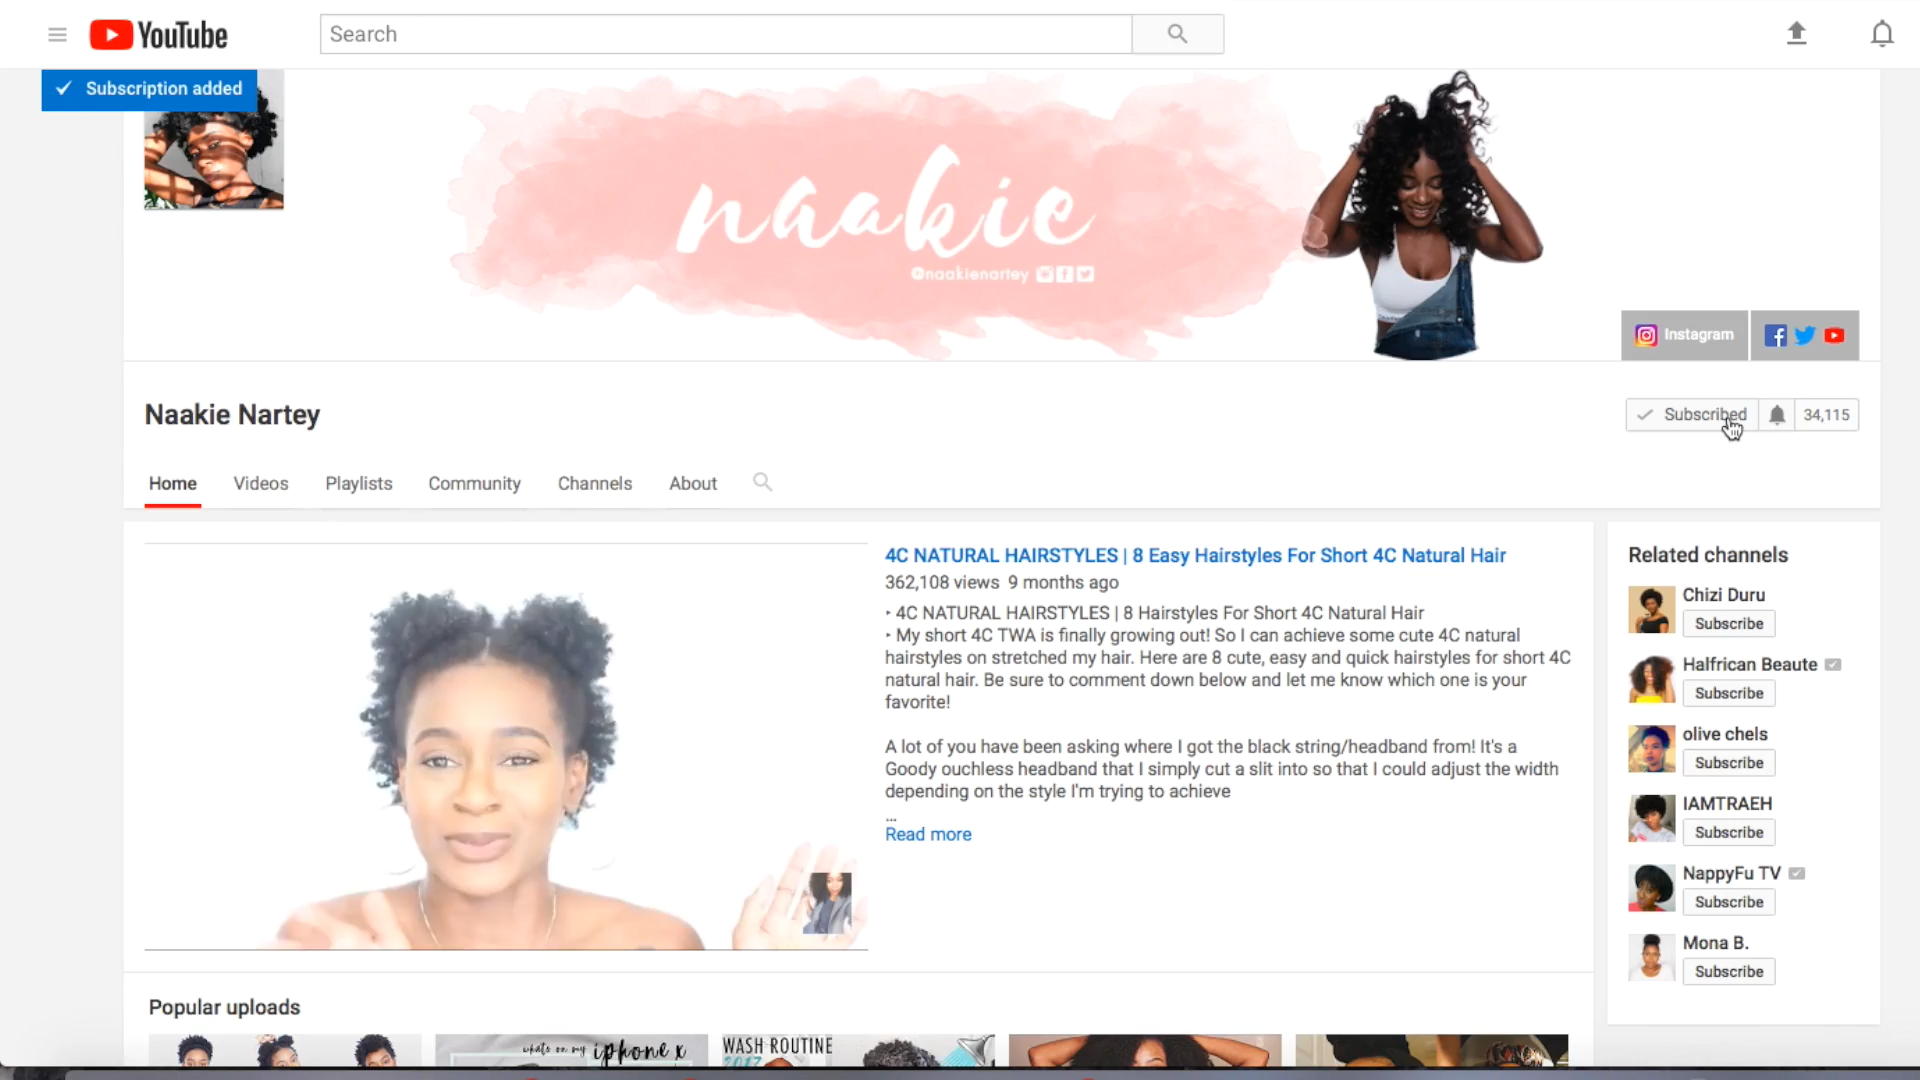 YouTube
Search
Subscription added
naakie
@naakienartey
Instagram
Naakie Nartey
Subscribed 34,115
Home Videos Playlists Community Channels About
4C NATURAL HAIRSTYLES | 8 Easy Hairstyles For Short 4C Natural Hair
362,108 views 9 months ago
‣ 4C NATURAL HAIRSTYLES | 8 Hairstyles For Short 4C Natural Hair
‣ My short 4C TWA is finally growing out! So I can achieve some cute 4C natural
hairstyles on stretched my hair. Here are 8 cute, easy and quick hairstyles for short 4C
natural hair. Be sure to comment down below and let me know which one is your
favorite!
A lot of you have been asking where I got the black string/headband from! It's a
Goody ouchless headband that I simply cut a slit into so that I could adjust the width
depending on the style I'm trying to achieve
...
Read more
Related channels
Chizi Duru
Subscribe
Halfrican Beaute
Subscribe
olive chels
Subscribe
IAMTRAEH
Subscribe
NappyFu TV
Subscribe
Mona B.
Subscribe
Popular uploads
whats on my iphone x
WASH ROUTINE
2017